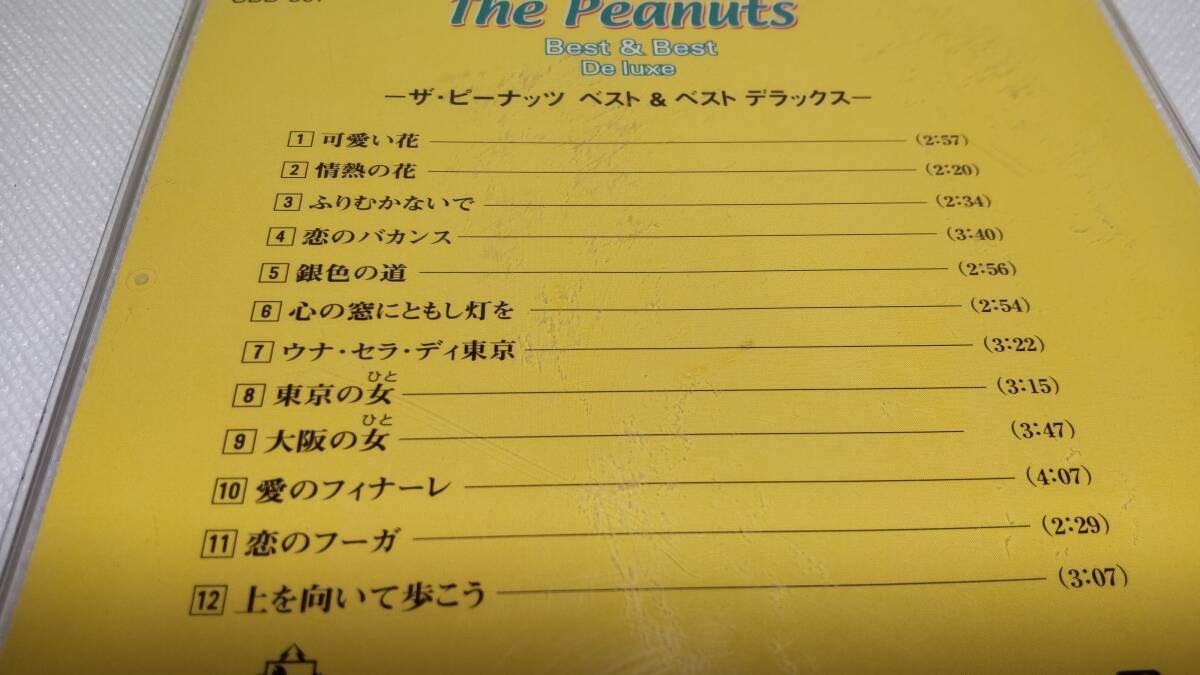 The Peanuts
Best & Best
De luxe
―ザ・ピーナッツ ベスト & ベスト デラックス―
1 可愛い花 (2:57)
2 情熱の花 (2:20)
3 ふりむかないで (2:34)
4 恋のバカンス (3:40)
5 銀色の道 (2:56)
6 心の窓にともし灯を (2:54)
7 ウナ・セラ・ディ東京 (3:22)
8 東京の女 ひと (3:15)
9 大阪の女 ひと (3:47)
10 愛のフィナーレ (4:07)
11 恋のフーガ (2:29)
12 上を向いて歩こう (3:07)